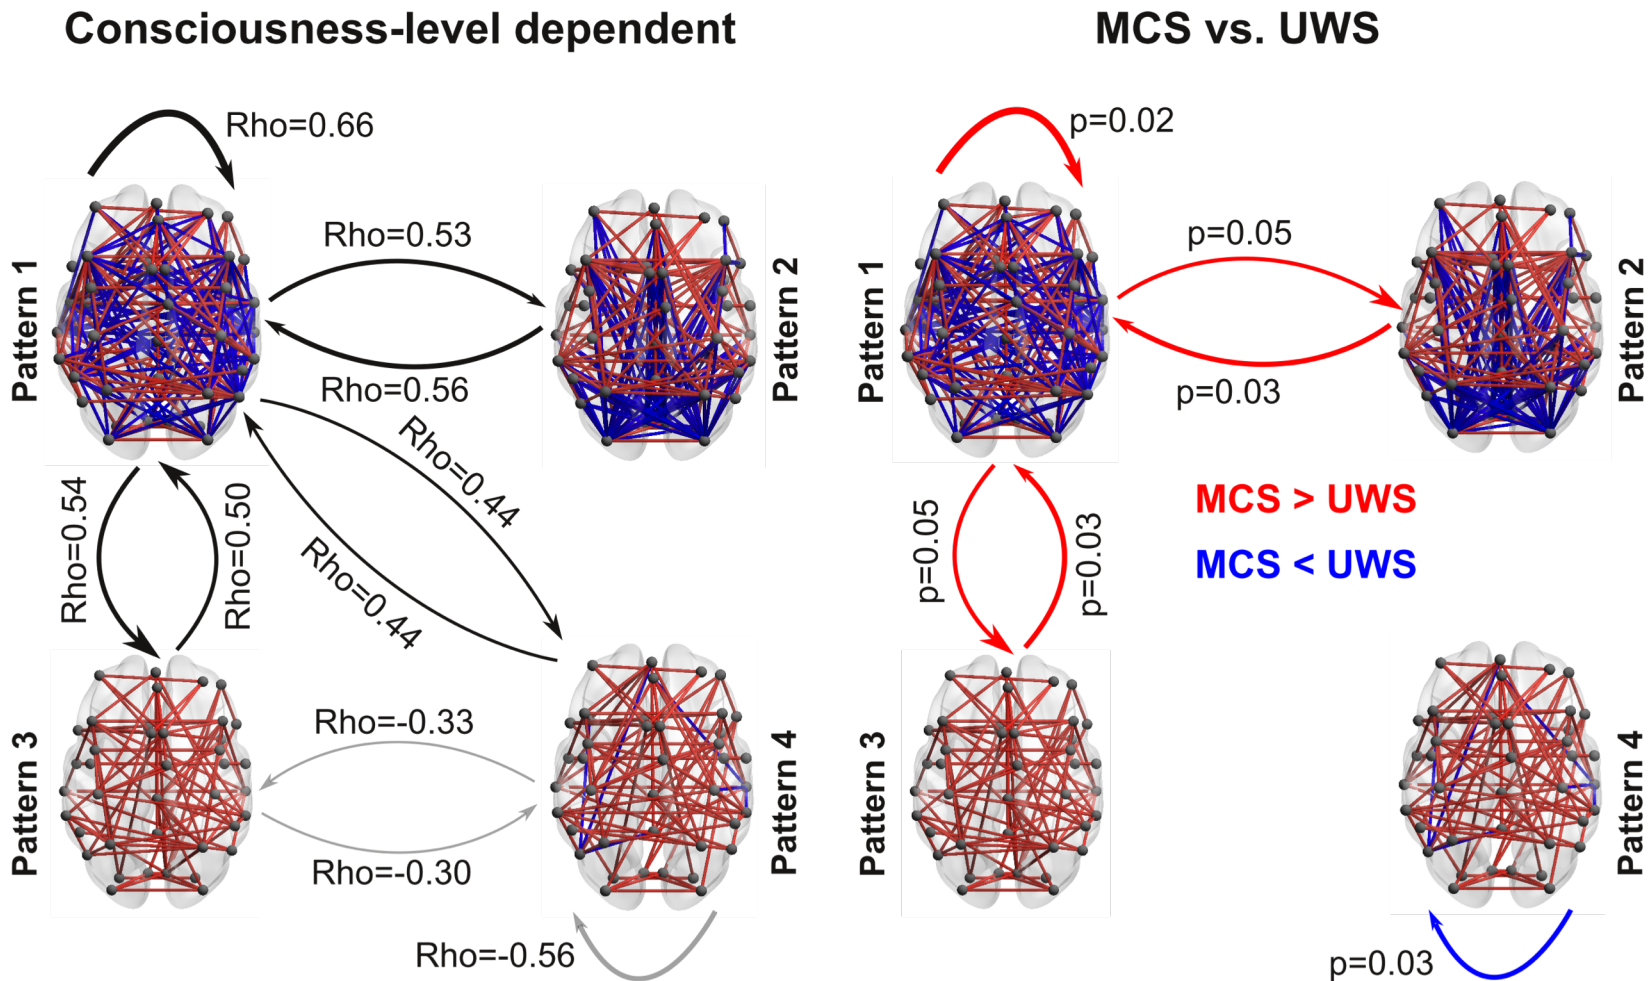 Consciousness-level dependent
Rho=0.66
Pattern 1
Rho=0.53
Rho=0.56
Pattern 2
Rho=0.44
Rho=0.44
Rho=0.54
Rho=0.50
Pattern 3
Rho=-0.33
Rho=-0.30
Pattern 4
Rho=-0.56
MCS vs. UWS
p=0.02
Pattern 1
p=0.05
p=0.03
Pattern 2
p=0.05
p=0.03
MCS > UWS
MCS < UWS
Pattern 3
Pattern 4
p=0.03